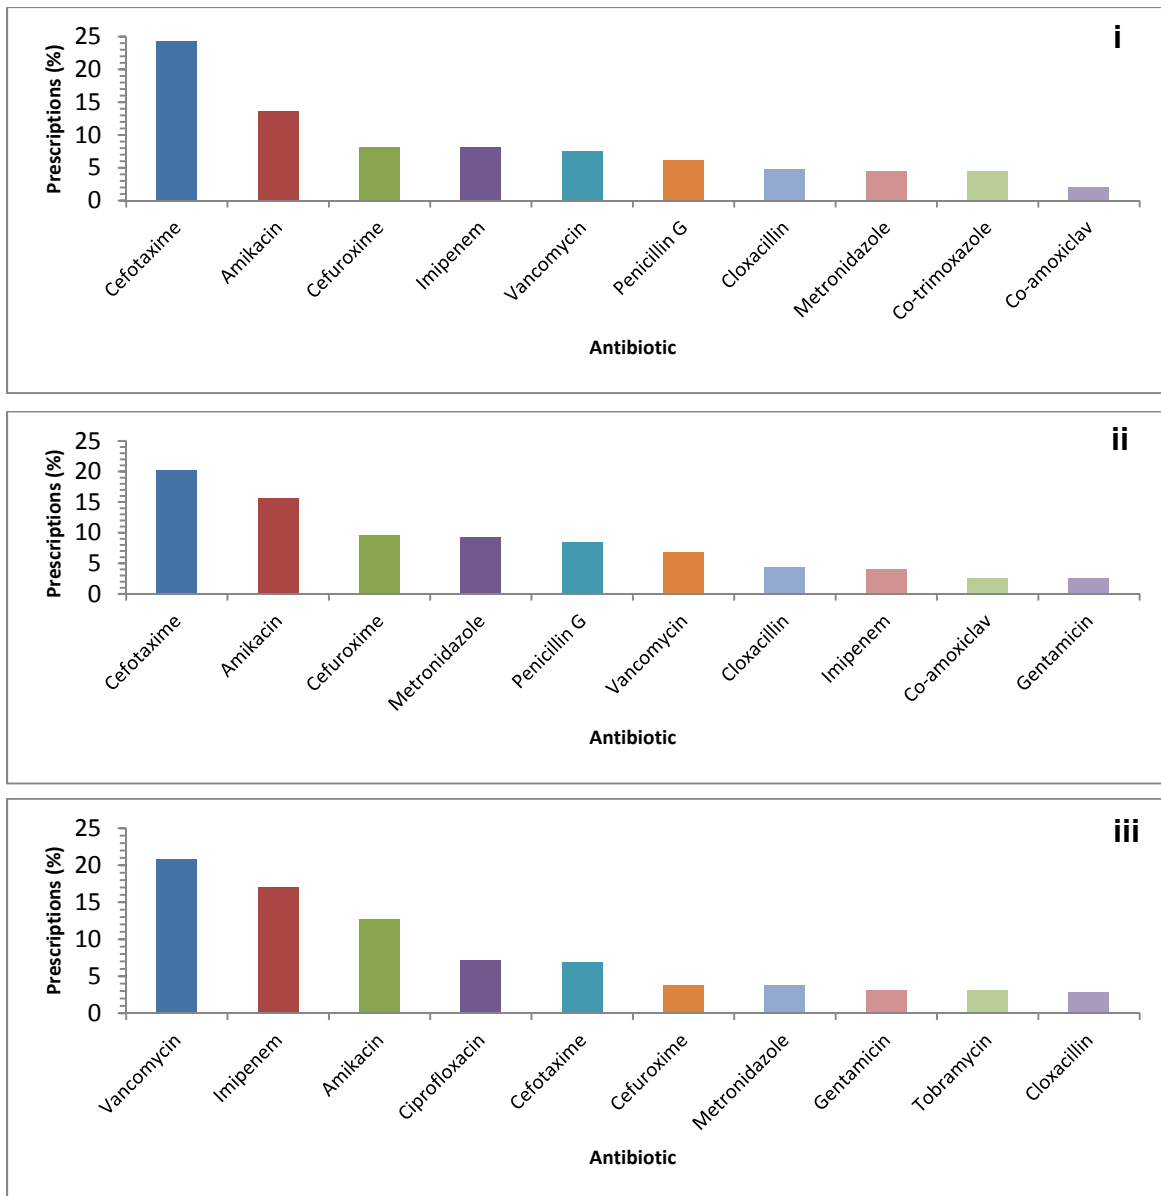 i
Prescriptions (%)
25
20
15
10
5
0
Cefotaxime
Amikacin
Cefuroxime
Imipenem
Vancomycin
Penicillin G
Cloxacillin
Metronidazole
Co-trimoxazole
Co-amoxiclav
Antibiotic
ii
Prescriptions (%)
25
20
15
10
5
0
Cefotaxime
Amikacin
Cefuroxime
Metronidazole
Penicillin G
Vancomycin
Cloxacillin
Imipenem
Co-amoxiclav
Gentamicin
Antibiotic
iii
Prescriptions (%)
25
20
15
10
5
0
Vancomycin
Imipenem
Amikacin
Ciprofloxacin
Cefotaxime
Cefuroxime
Metronidazole
Gentamicin
Tobramycin
Cloxacillin
Antibiotic